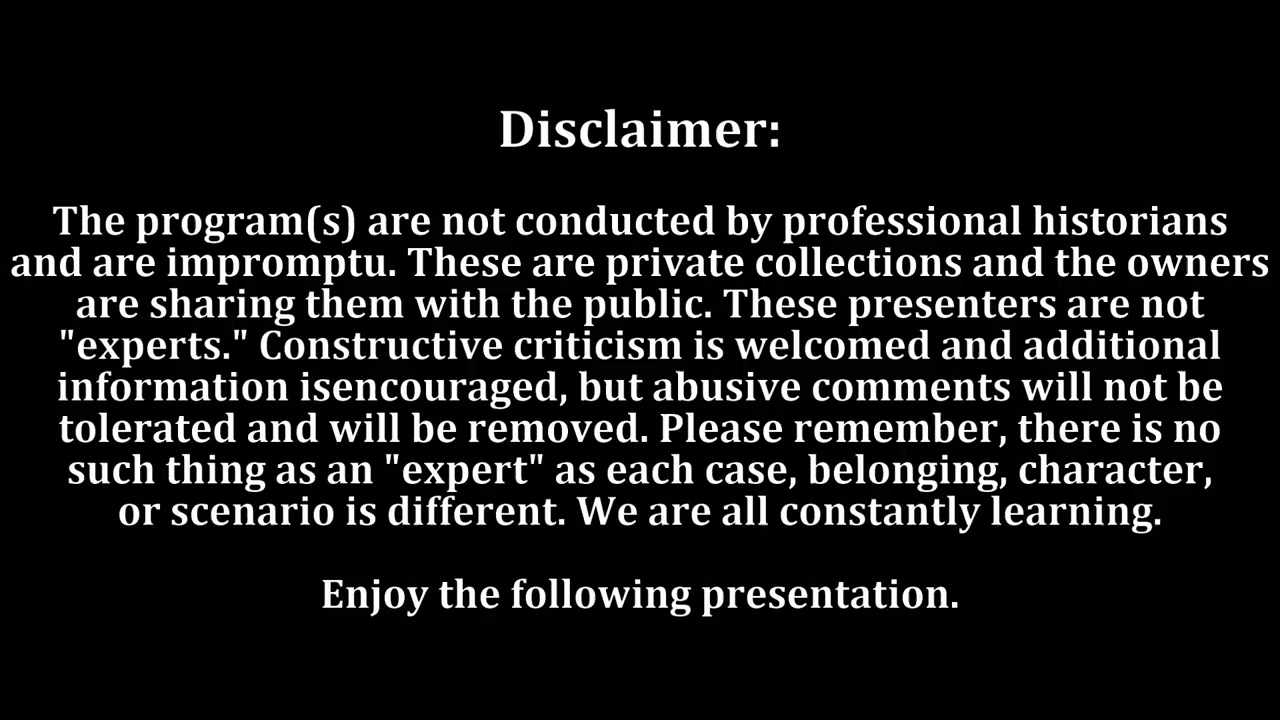 Disclaimer:
The program(s) are not conducted by professional historians
and are impromptu. These are private collections and the owners
are sharing them with the public. These presenters are not
"experts." Constructive criticism is welcomed and additional
information isencouraged, but abusive comments will not be
tolerated and will be removed. Please remember, there is no
such thing as an "expert" as each case, belonging, character,
or scenario is different. We are all constantly learning.
Enjoy the following presentation.